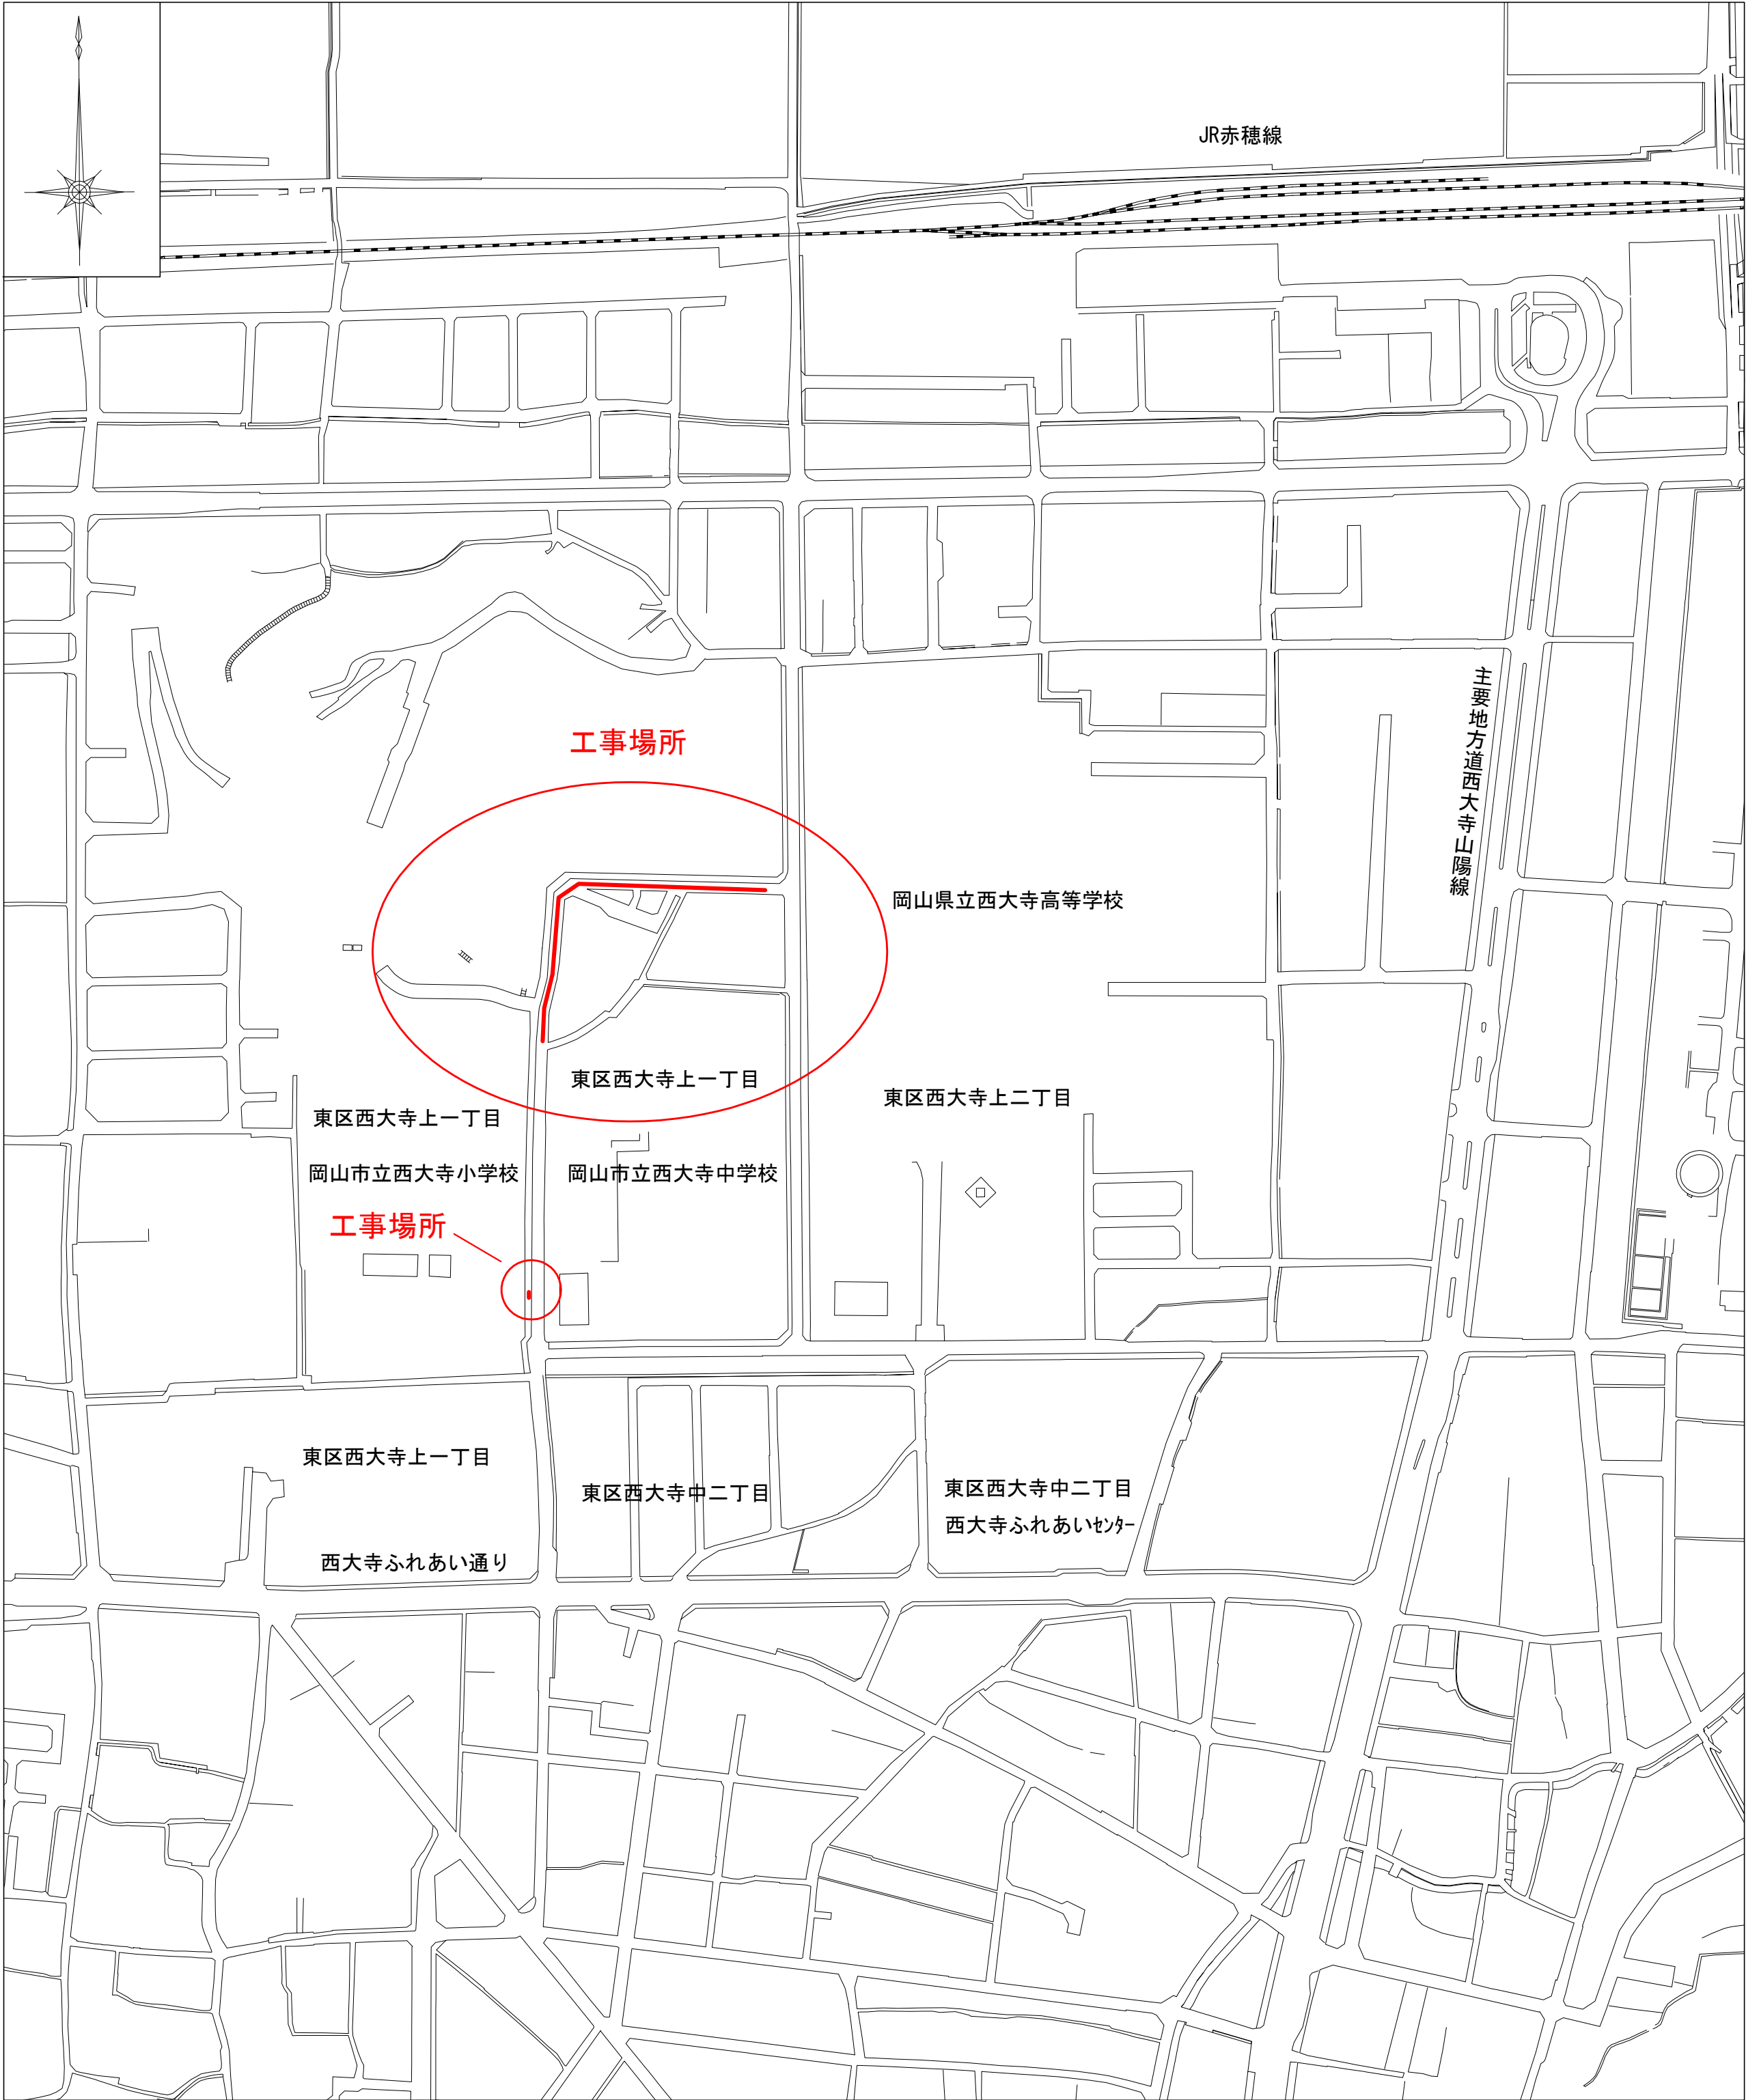 JR赤穂線
主要地方道西大寺山陽線
工事場所
岡山県立西大寺高等学校
東区西大寺上一丁目
東区西大寺上二丁目
東区西大寺上一丁目
岡山市立西大寺小学校
岡山市立西大寺中学校
工事場所
東区西大寺上一丁目
東区西大寺中二丁目
東区西大寺中二丁目
西大寺ふれあいｾﾝﾀｰ
西大寺ふれあい通り